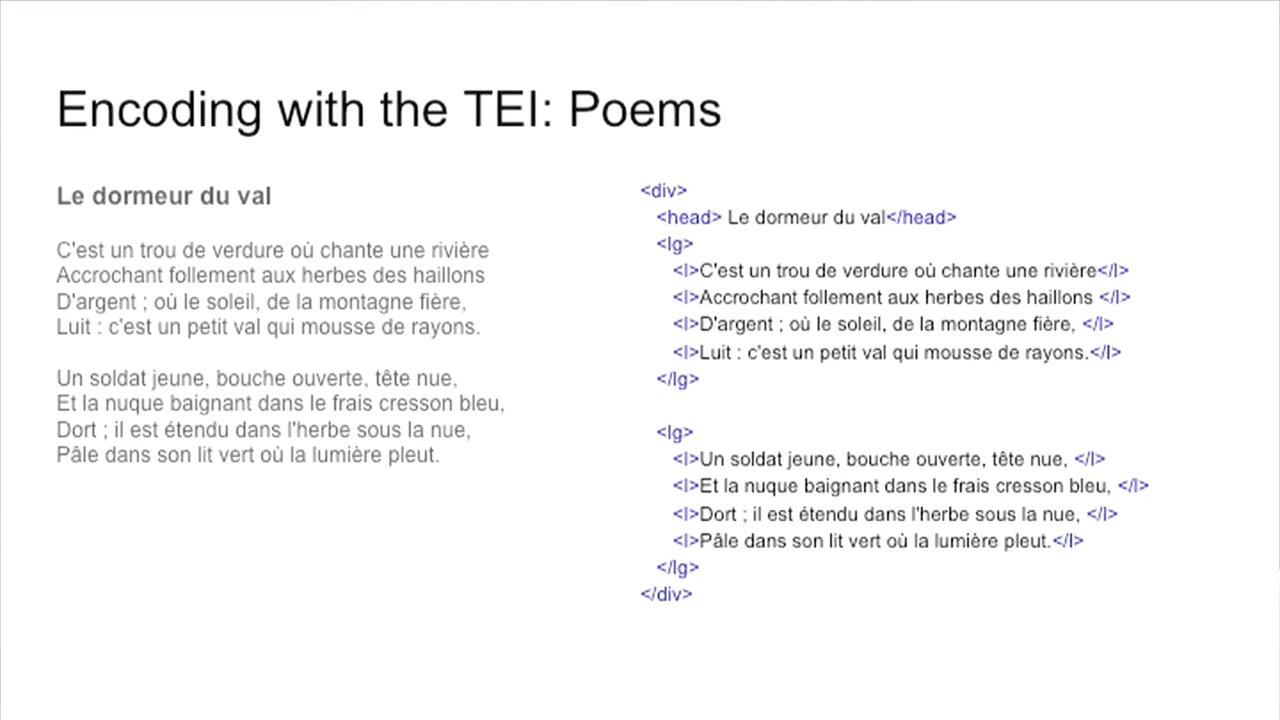 Encoding with the TEI: Poems
Le dormeur du val
C'est un trou de verdure où chante une rivière
Accrochant follement aux herbes des haillons
D'argent ; où le soleil, de la montagne fière,
Luit : c'est un petit val qui mousse de rayons.
Un soldat jeune, bouche ouverte, tête nue,
Et la nuque baignant dans le frais cresson bleu,
Dort ; il est étendu dans l'herbe sous la nue,
Pâle dans son lit vert où la lumière pleut.
<div>
<head> Le dormeur du val</head>
<lg>
<l>C'est un trou de verdure où chante une rivière</l>
<l>Accrochant follement aux herbes des haillons </l>
<l>D'argent ; où le soleil, de la montagne fière, </l>
<l>Luit : c'est un petit val qui mousse de rayons.</l>
</lg>
<lg>
<l>Un soldat jeune, bouche ouverte, tête nue, </l>
<l>Et la nuque baignant dans le frais cresson bleu, </l>
<l>Dort ; il est étendu dans l'herbe sous la nue, </l>
<l>Pâle dans son lit vert où la lumière pleut.</l>
</lg>
</div>